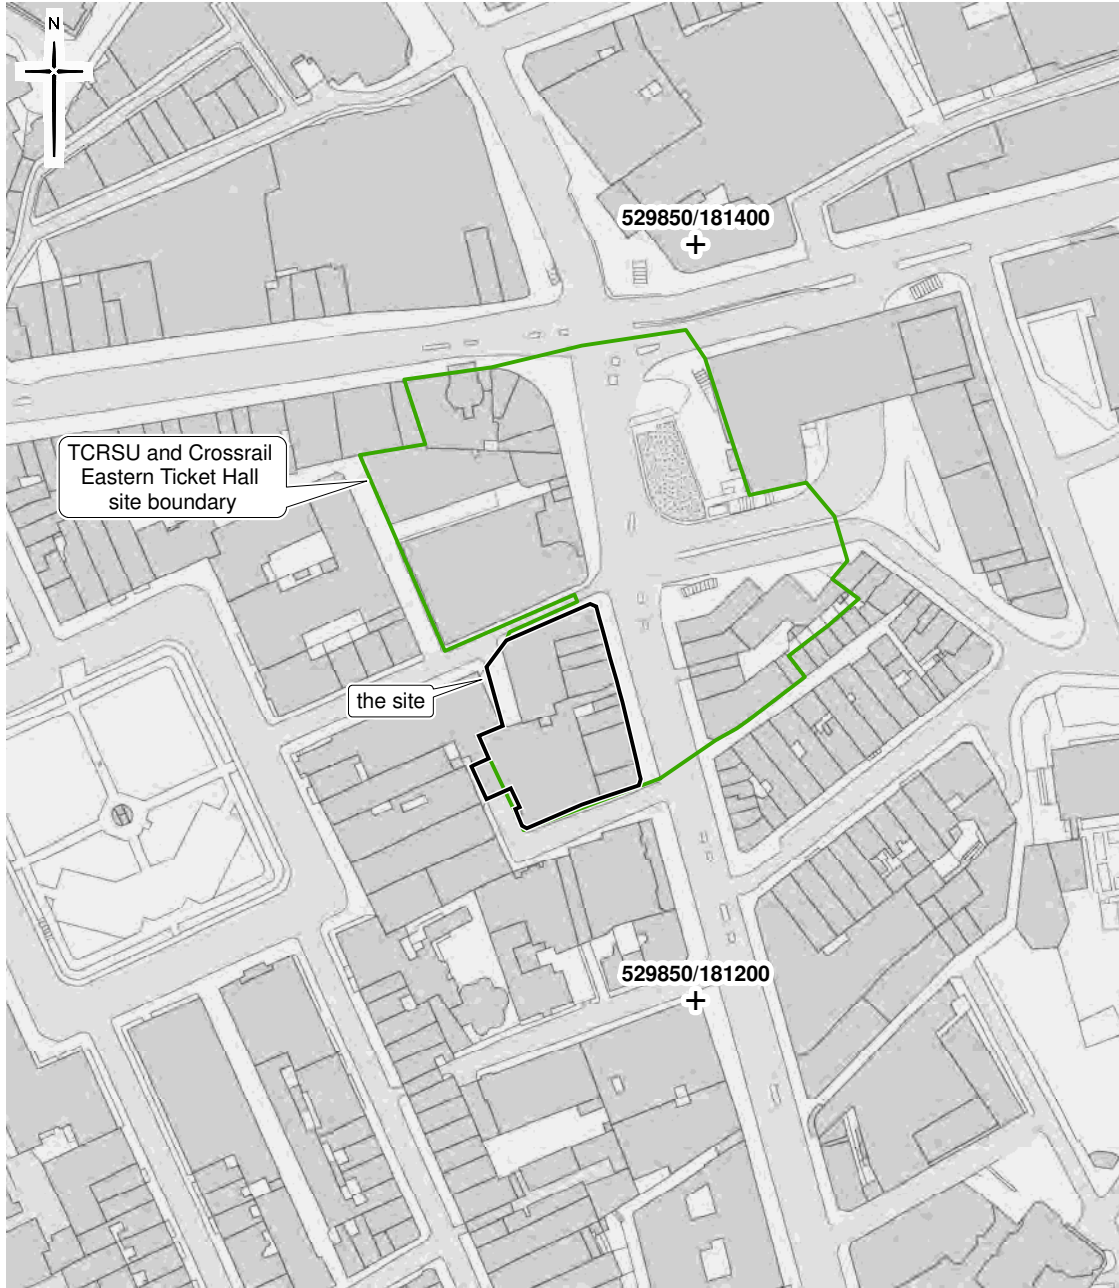 N
529850/181400
TCRSU and Crossrail
Eastern Ticket Hall
site boundary
the site
529850/181200